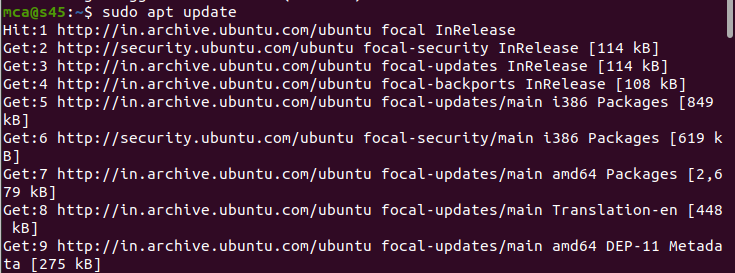 mca@s45:~$ sudo apt update
Hit:1 http://in.archive.ubuntu.com/ubuntu focal InRelease
Get:2 http://security.ubuntu.com/ubuntu focal-security InRelease [114 kB]
Get:3 http://in.archive.ubuntu.com/ubuntu focal-updates InRelease [114 kB]
Get:4 http://in.archive.ubuntu.com/ubuntu focal-backports InRelease [108 kB]
Get:5 http://in.archive.ubuntu.com/ubuntu focal-updates/main i386 Packages [849
kB]
Get:6 http://security.ubuntu.com/ubuntu focal-security/main i386 Packages [619 k
B]
Get:7 http://in.archive.ubuntu.com/ubuntu focal-updates/main amd64 Packages [2,6
79 kB]
Get:8 http://in.archive.ubuntu.com/ubuntu focal-updates/main Translation-en [448
 kB]
Get:9 http://in.archive.ubuntu.com/ubuntu focal-updates/main amd64 DEP-11 Metada
ta [275 kB]